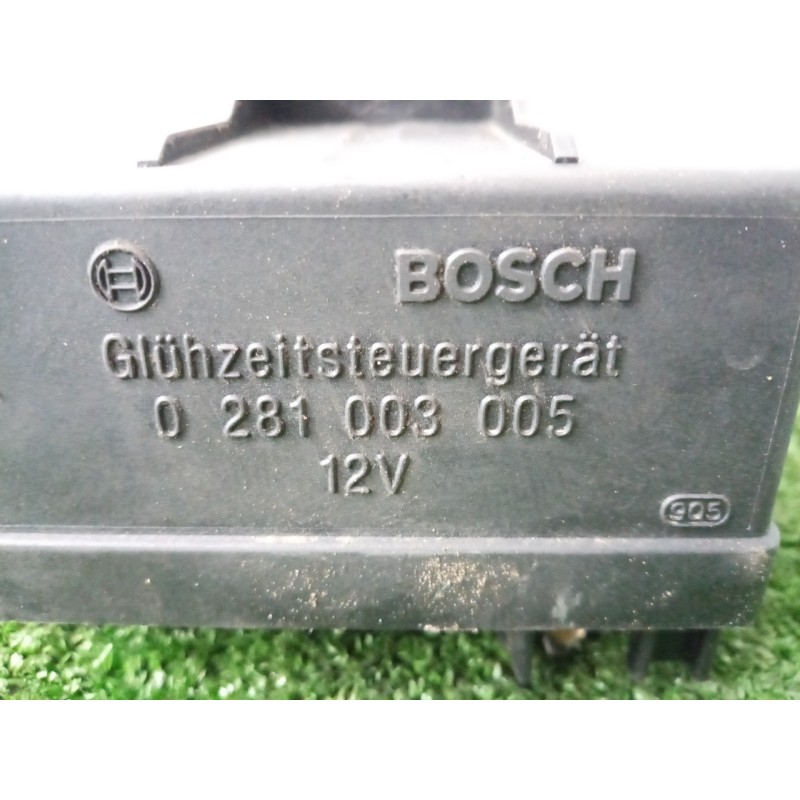 BOSCH
Glühzeitsteuergerät
0 281 003 005
12V
905